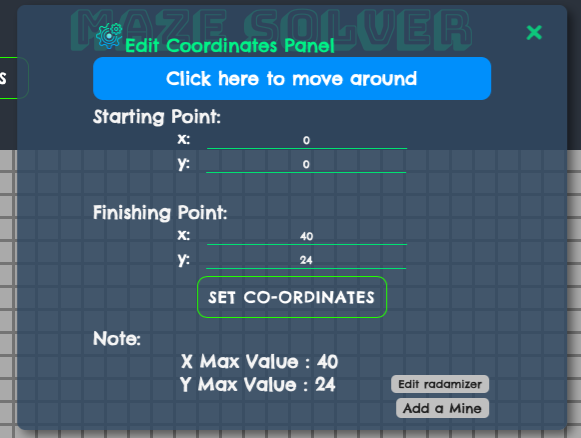 MAZE SOLVER
Edit Coordinates Panel
×
S
Click here to move around
Starting Point:
x: 0
y: 0
Finishing Point:
x: 40
y: 24
SET CO-ORDINATES
Note:
X Max Value : 40
Y Max Value : 24
Edit radamizer
Add a Mine